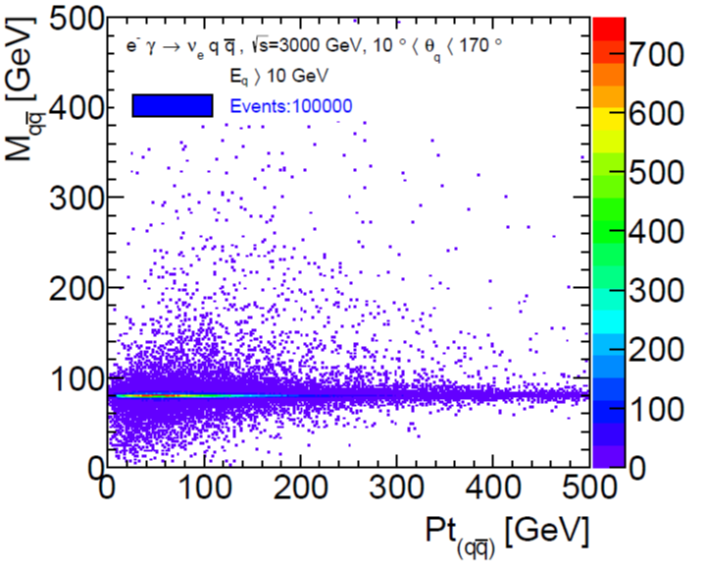 500
400
300
200
100
0
M_{qq̅} [GeV]
e⁻ γ → ν_e q q̅ , √s=3000 GeV, 10 ° ⟨ θ_q ⟨ 170 °
E_q ⟩ 10 GeV
Events:100000
700
600
500
400
300
200
100
0
0 100 200 300 400 500
Pt_{(qq̅)} [GeV]